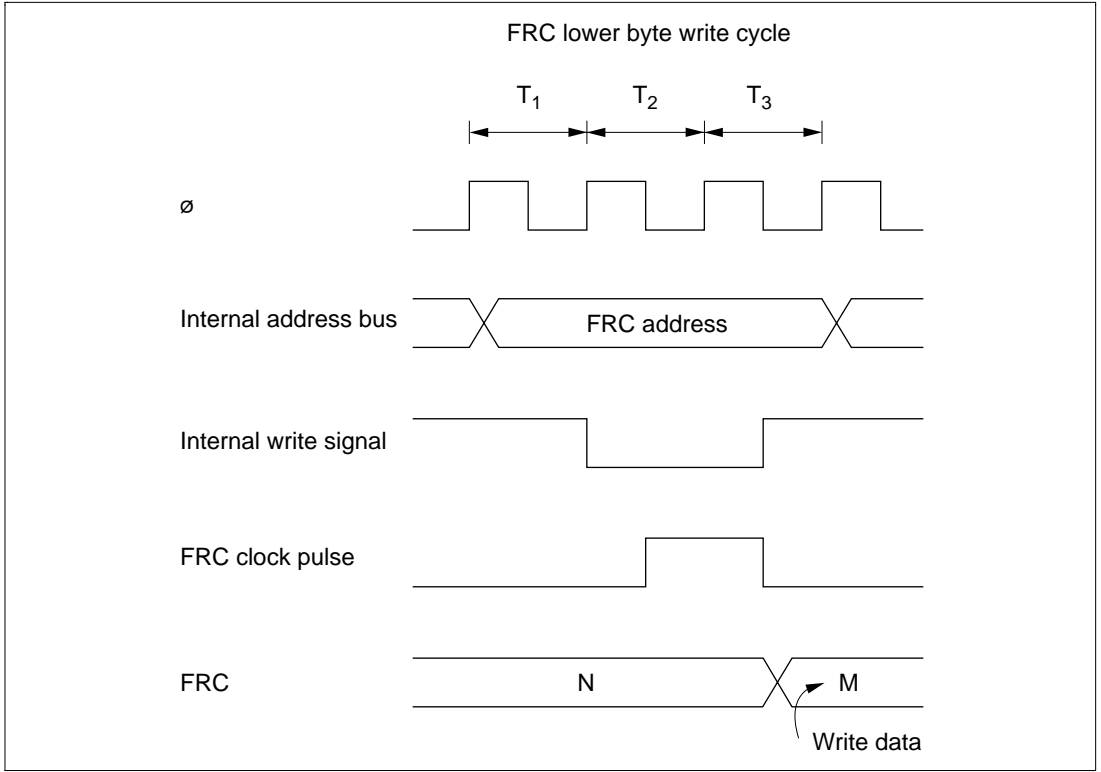 FRC lower byte write cycle
T1 T2 T3
ø
Internal address bus
FRC address
Internal write signal
FRC clock pulse
FRC
N
M
Write data